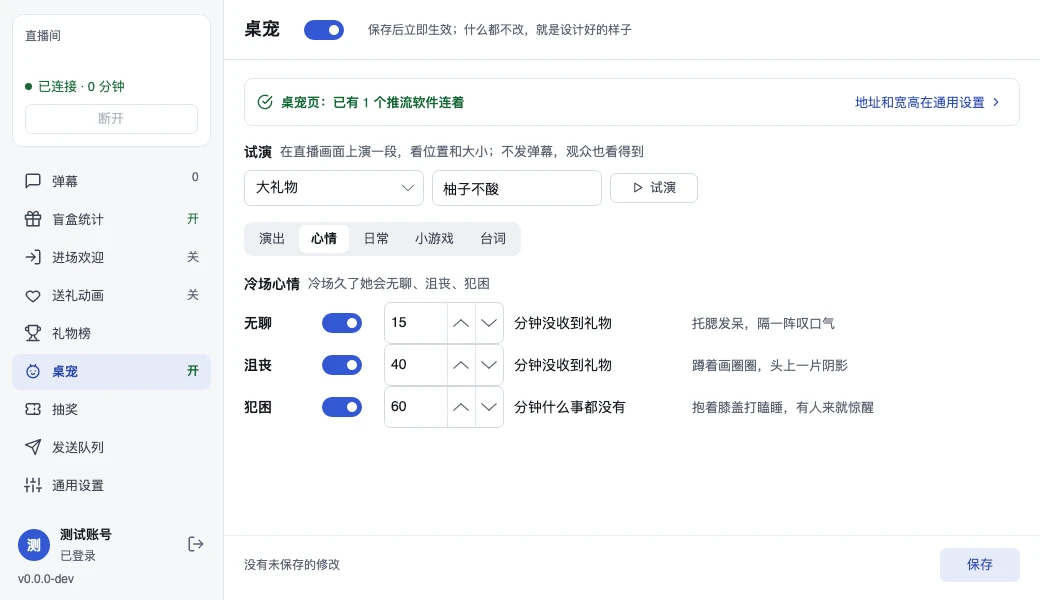 直播间
已连接 · 0 分钟
断开
弹幕 0
盲盒统计 开
进场欢迎 关
送礼动画 关
礼物榜
桌宠 开
抽奖
发送队列
通用设置
测 测试账号
已登录
v0.0.0-dev
桌宠 保存后立即生效；什么都不改，就是设计好的样子
桌宠页：已有 1 个推流软件连着 地址和宽高在通用设置
试演 在直播画面上演一段，看位置和大小；不发弹幕，观众也看得到
大礼物 柚子不酸 试演
演出 心情 日常 小游戏 台词
冷场心情 冷场久了她会无聊、沮丧、犯困
无聊 15 分钟没收到礼物 托腮发呆，隔一阵叹口气
沮丧 40 分钟没收到礼物 蹲着画圈圈，头上一片阴影
犯困 60 分钟什么事都没有 抱着膝盖打瞌睡，有人来就惊醒
没有未保存的修改 保存